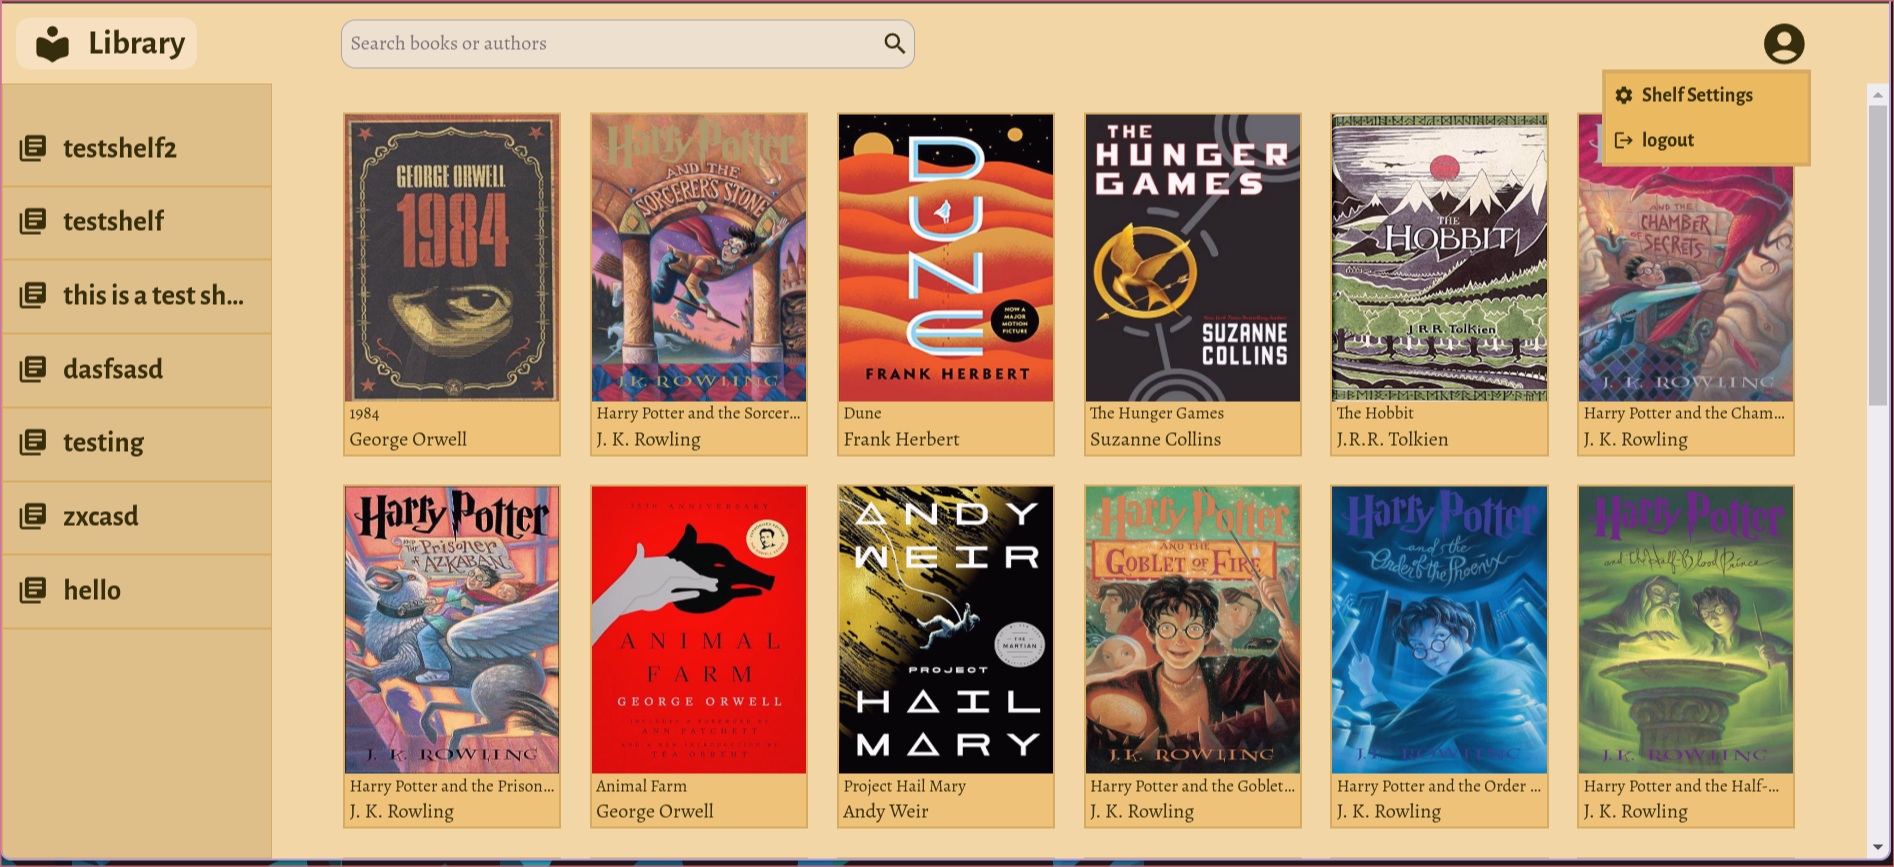 Library
Search books or authors
Shelf Settings
logout
testshelf2
testshelf
this is a test sh...
dasfsasd
testing
zxcasd
hello
GEORGE ORWELL
1984
1984
George Orwell
Harry Potter
AND THE
SORCERER'S STONE
J.K. ROWLING
Harry Potter and the Sorcer...
J. K. Rowling
DUNE
NOW A
MAJOR
MOTION
PICTURE
FRANK HERBERT
Dune
Frank Herbert
THE
HUNGER
GAMES
SUZANNE
COLLINS
The Hunger Games
Suzanne Collins
THE
HOBBIT
J.R.R. Tolkien
The Hobbit
J.R.R. Tolkien
AND THE
CHAMBER
OF SECRETS
J. K. ROWLING
Harry Potter and the Cham...
J. K. Rowling
Harry Potter
AND THE
PRISONER
OF AZKABAN
J. K. ROWLING
Harry Potter and the Prison...
J. K. Rowling
75TH ANNIVERSARY
ANIMAL
FARM
GEORGE ORWELL
Animal Farm
George Orwell
ANDY
WEIR
THE
MARTIAN
PROJECT
HAIL
MARY
Project Hail Mary
Andy Weir
Harry Potter
AND THE
GOBLET OF FIRE
J.K. ROWLING
Harry Potter and the Goblet...
J. K. Rowling
Harry Potter
and the
Order of the Phoenix
J. K. ROWLING
Harry Potter and the Order ...
J. K. Rowling
Harry Potter
and the Half-Blood Prince
J. K. ROWLING
Harry Potter and the Half-...
J. K. Rowling